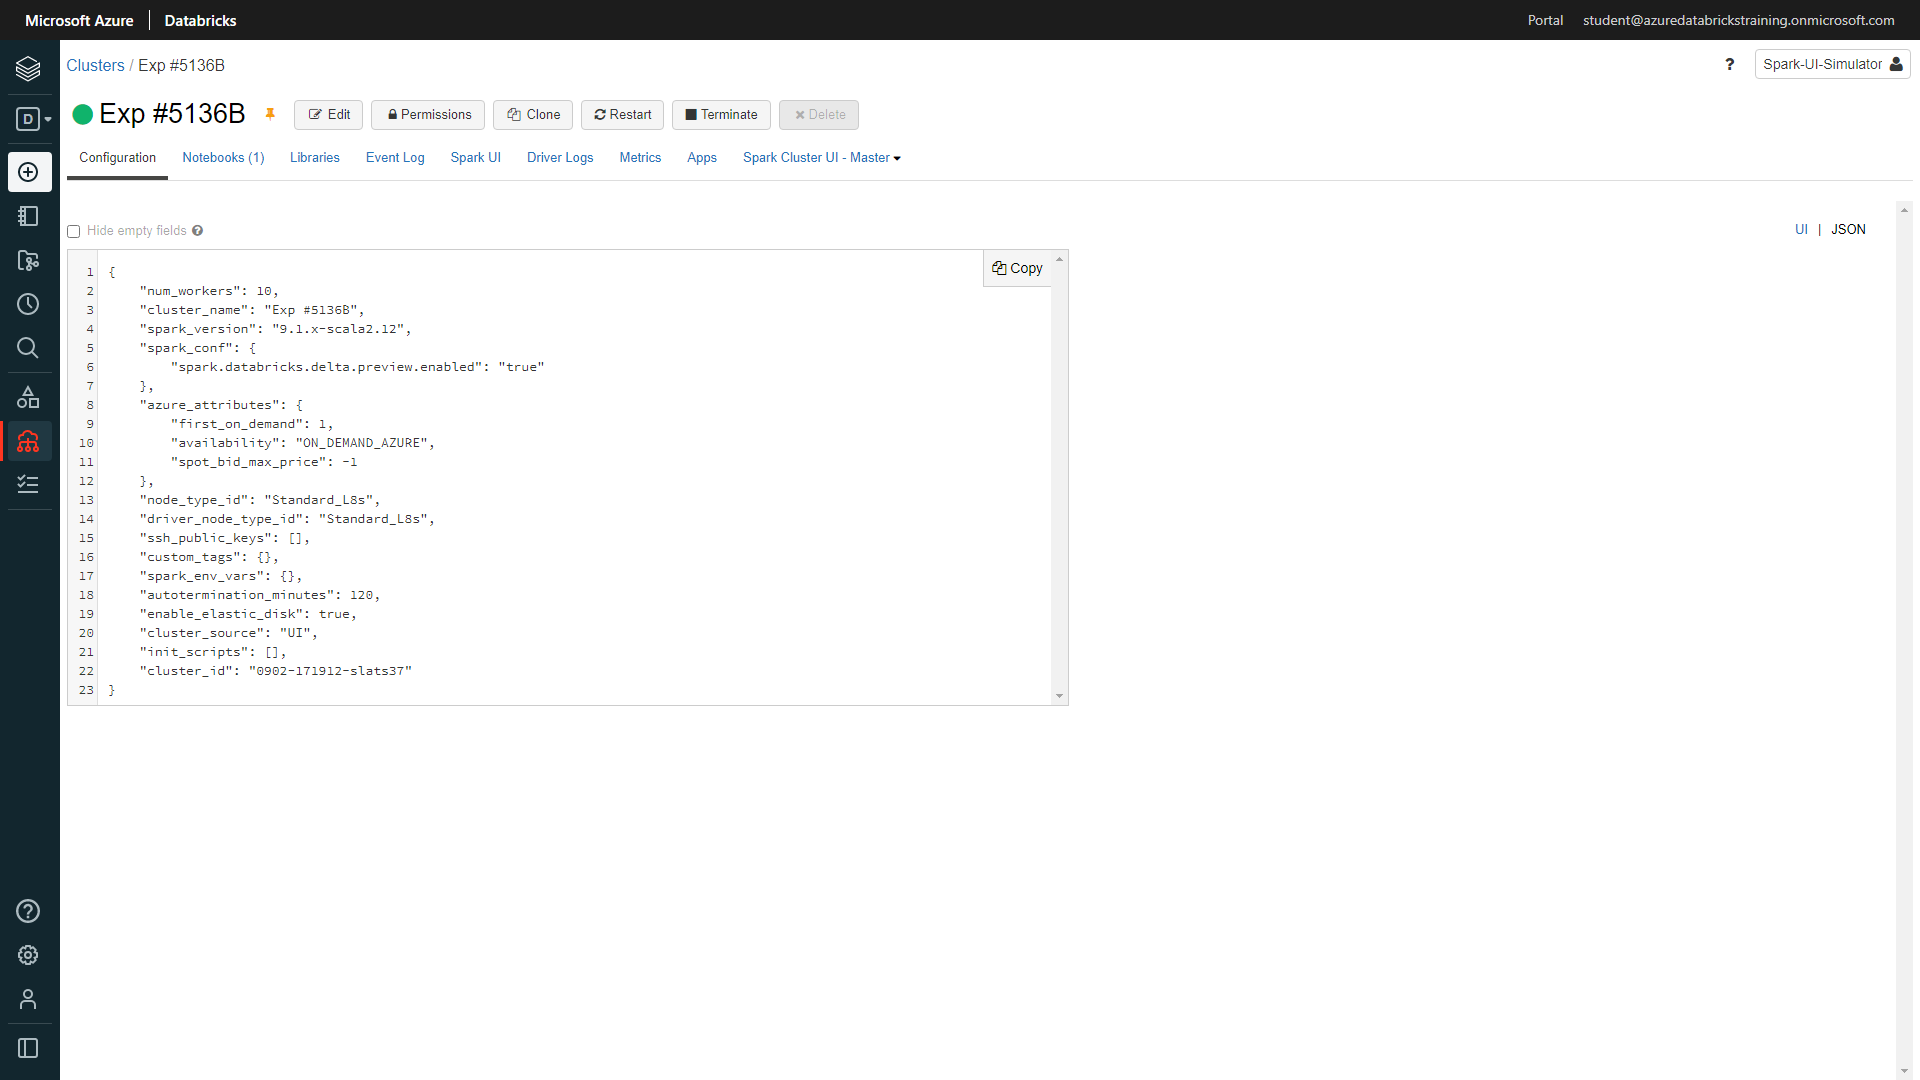 Microsoft Azure | Databricks
Portal student@azuredatabrickstraining.onmicrosoft.com
Clusters / Exp #5136B
? Spark-UI-Simulator
D
Exp #5136B Edit Permissions Clone Restart Terminate Delete
Configuration Notebooks (1) Libraries Event Log Spark UI Driver Logs Metrics Apps Spark Cluster UI - Master
Hide empty fields ?
UI | JSON
Copy
1 {
2 "num_workers": 10,
3 "cluster_name": "Exp #5136B",
4 "spark_version": "9.1.x-scala2.12",
5 "spark_conf": {
6 "spark.databricks.delta.preview.enabled": "true"
7 },
8 "azure_attributes": {
9 "first_on_demand": 1,
10 "availability": "ON_DEMAND_AZURE",
11 "spot_bid_max_price": -1
12 },
13 "node_type_id": "Standard_L8s",
14 "driver_node_type_id": "Standard_L8s",
15 "ssh_public_keys": [],
16 "custom_tags": {},
17 "spark_env_vars": {},
18 "autotermination_minutes": 120,
19 "enable_elastic_disk": true,
20 "cluster_source": "UI",
21 "init_scripts": [],
22 "cluster_id": "0902-171912-slats37"
23 }